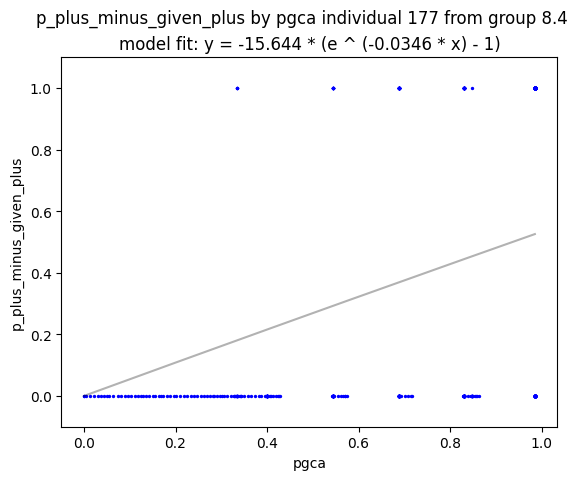 p_plus_minus_given_plus by pgca individual 177 from group 8.4
model fit: y = -15.644 * (e ^ (-0.0346 * x) - 1)
1.0
0.8
0.6
0.4
0.2
0.0
p_plus_minus_given_plus
0.0 0.2 0.4 0.6 0.8 1.0
pgca